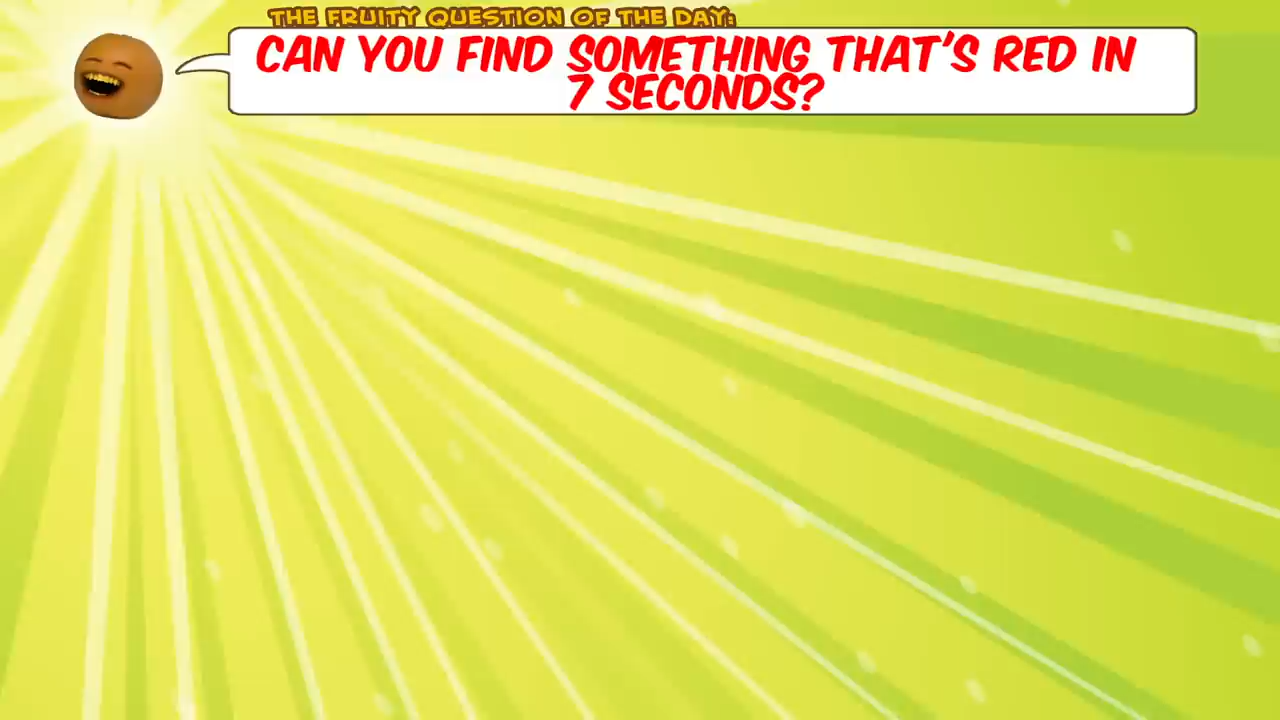 THE FRUITY QUESTION OF THE DAY:
CAN YOU FIND SOMETHING THAT'S RED IN
7 SECONDS?